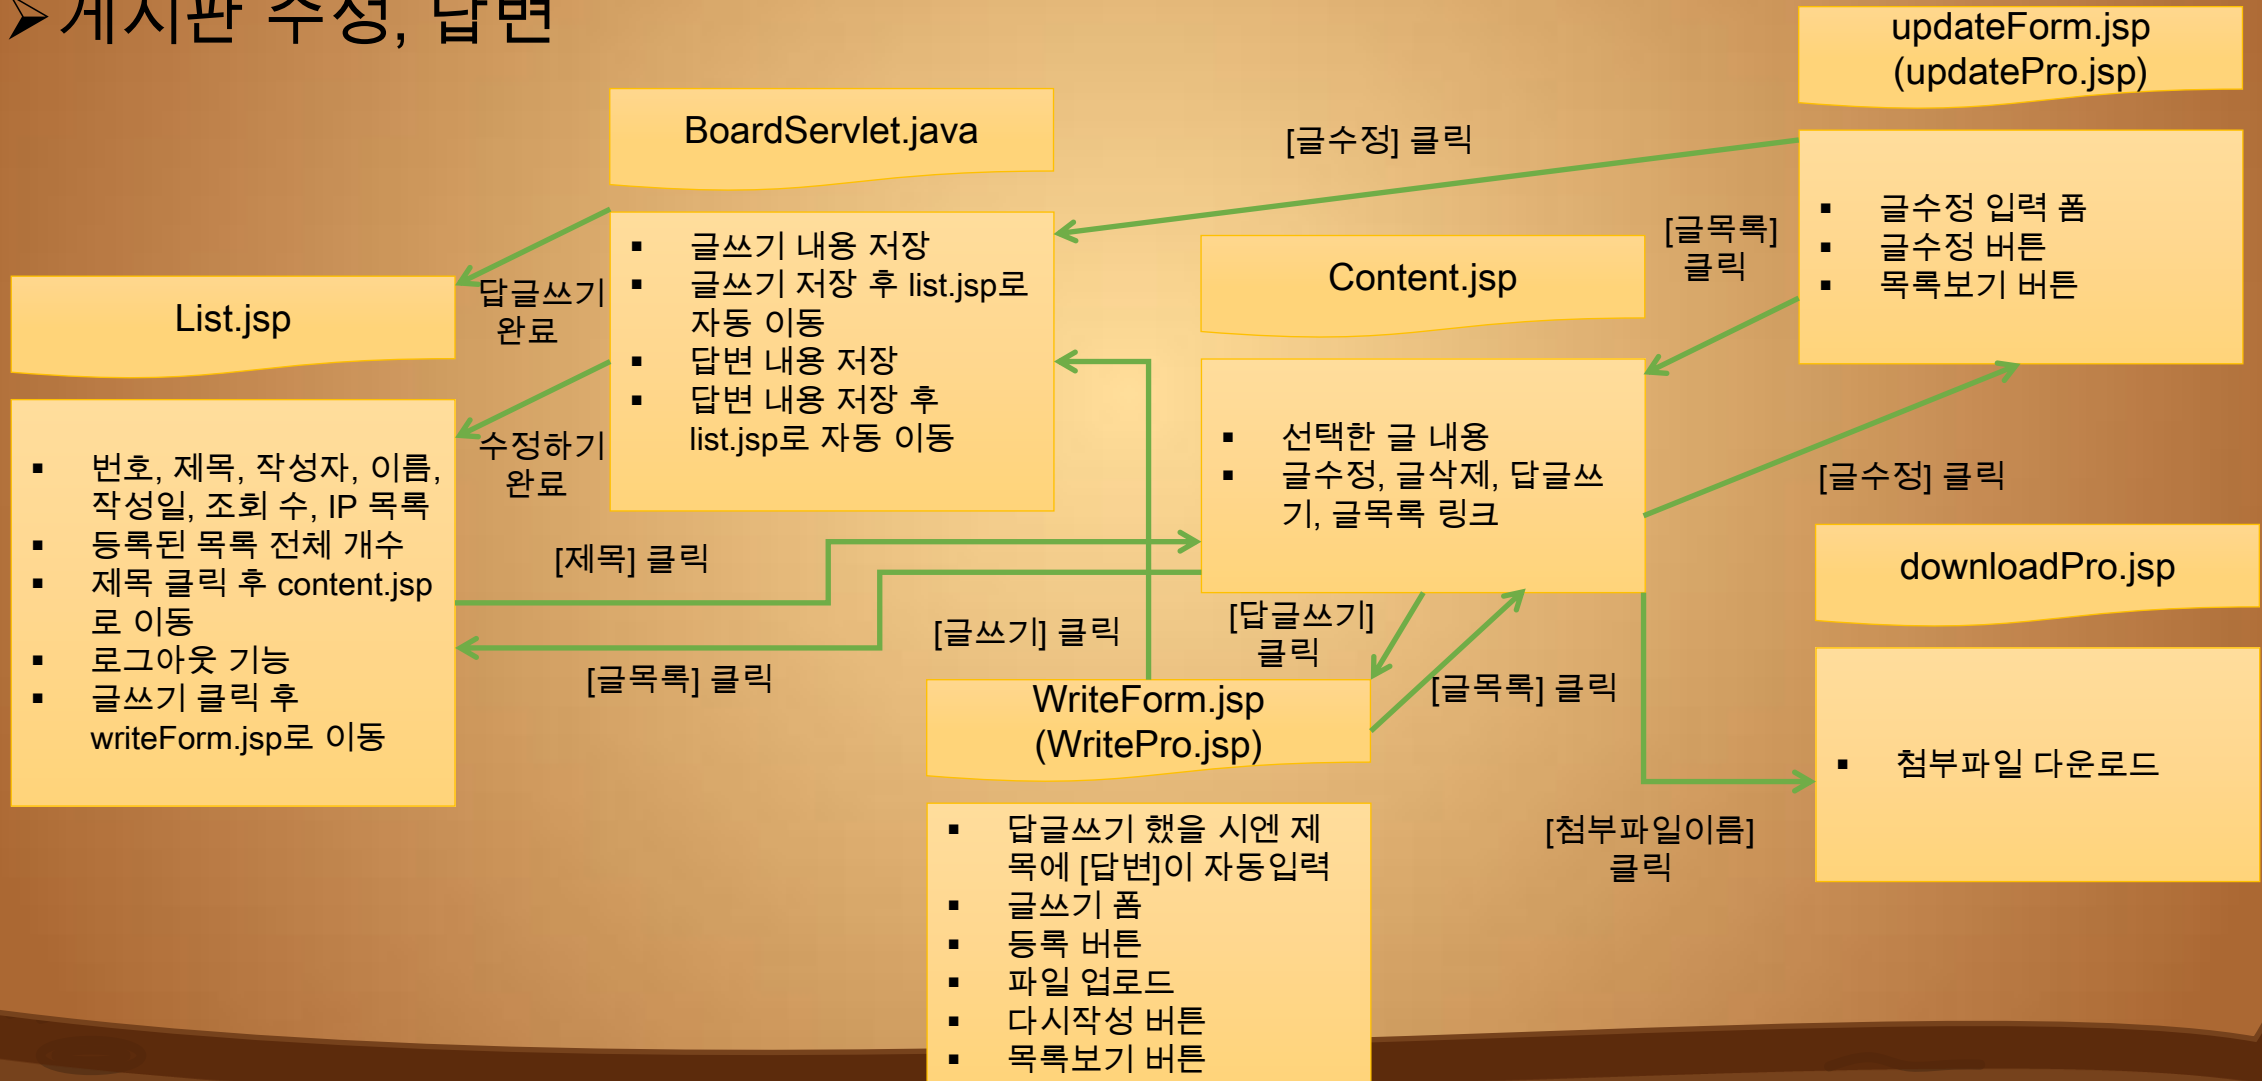 ➤게시판 수정, 답변
updateForm.jsp
(updatePro.jsp)
▪ 글수정 입력 폼
▪ 글수정 버튼
▪ 목록보기 버튼
BoardServlet.java
▪ 글쓰기 내용 저장
▪ 글쓰기 저장 후 list.jsp로
자동 이동
▪ 답변 내용 저장
▪ 답변 내용 저장 후
list.jsp로 자동 이동
[글수정] 클릭
[글목록]
클릭
Content.jsp
▪ 선택한 글 내용
▪ 글수정, 글삭제, 답글쓰
기, 글목록 링크
답글쓰기
완료
수정하기
완료
List.jsp
▪ 번호, 제목, 작성자, 이름,
작성일, 조회 수, IP 목록
▪ 등록된 목록 전체 개수
▪ 제목 클릭 후 content.jsp
로 이동
▪ 로그아웃 기능
▪ 글쓰기 클릭 후
writeForm.jsp로 이동
[제목] 클릭
[글목록] 클릭
[글쓰기] 클릭
[답글쓰기]
클릭
[글목록] 클릭
[글수정] 클릭
downloadPro.jsp
▪ 첨부파일 다운로드
[첨부파일이름]
클릭
WriteForm.jsp
(WritePro.jsp)
▪ 답글쓰기 했을 시엔 제
목에 [답변]이 자동입력
▪ 글쓰기 폼
▪ 등록 버튼
▪ 파일 업로드
▪ 다시작성 버튼
▪ 목록보기 버튼